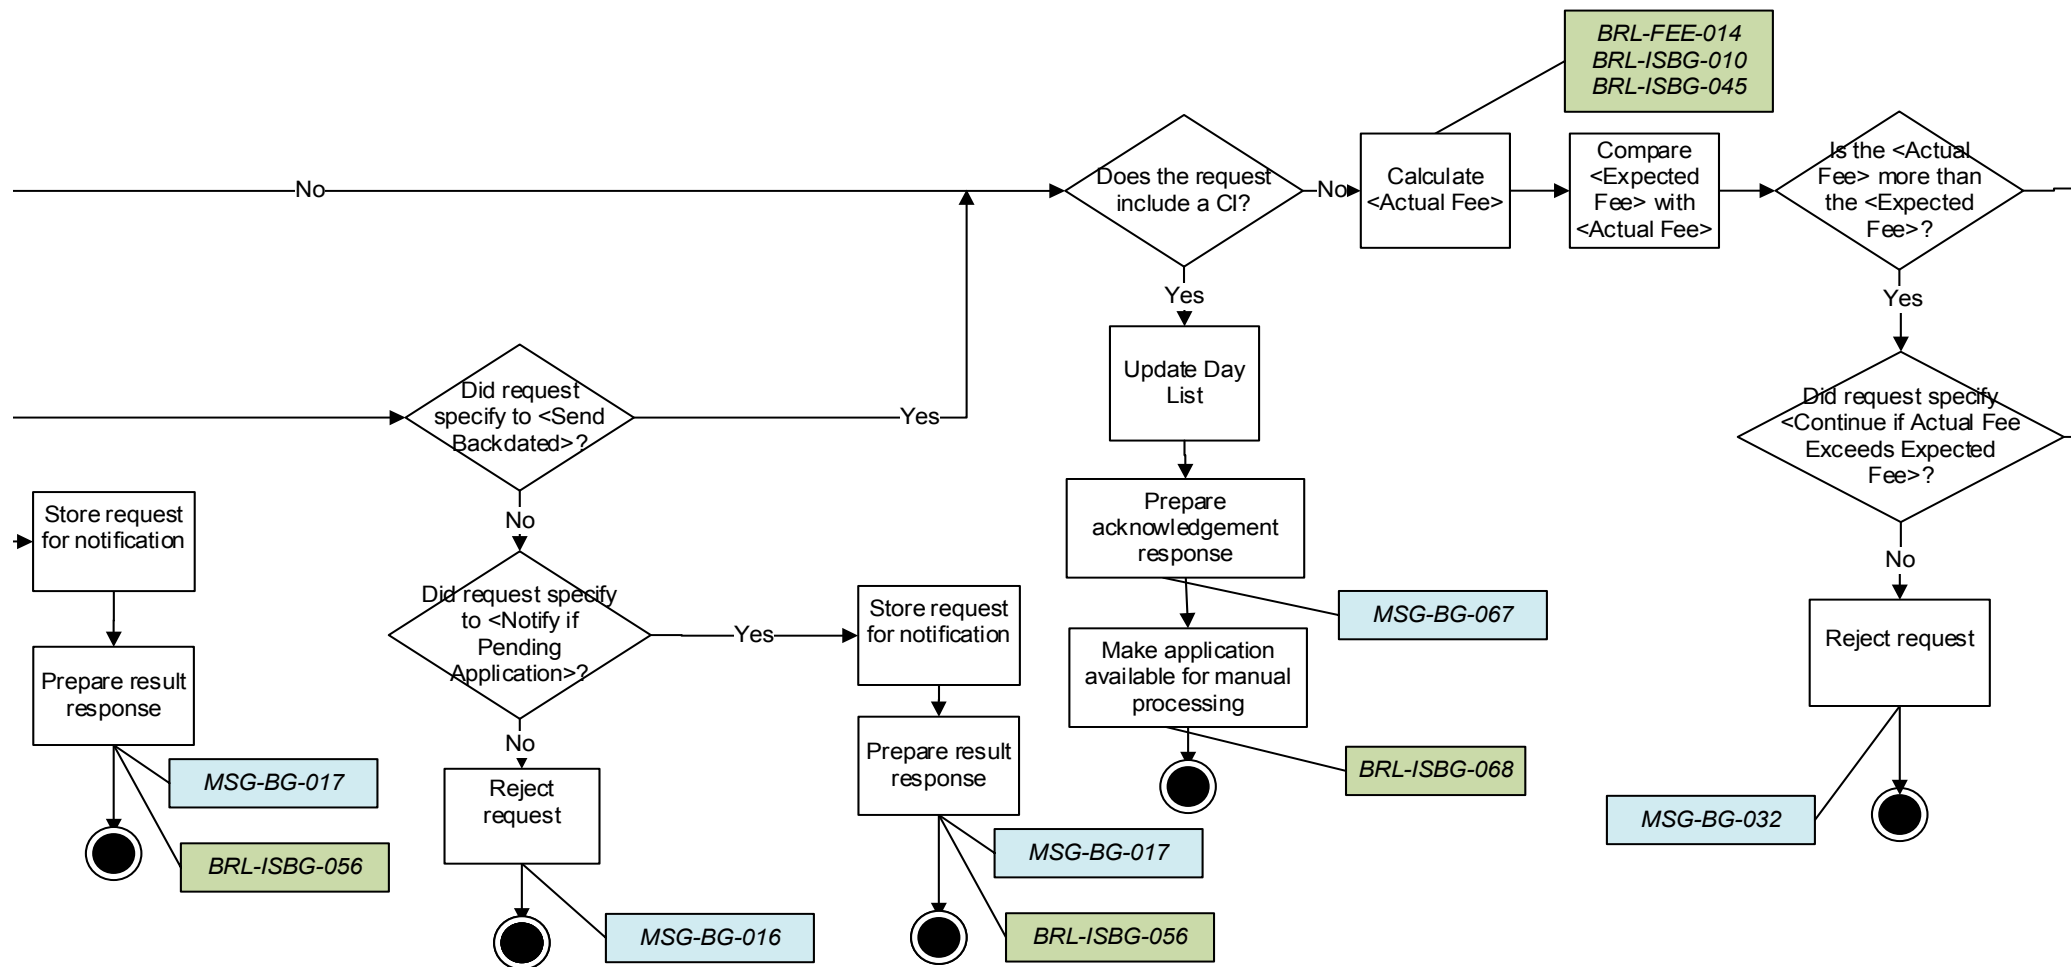 BRL-FEE-014
BRL-ISBG-010
BRL-ISBG-045
No
Does the request
include a CI?
No
Calculate
<Actual Fee>
Compare
<Expected
Fee> with
<Actual Fee>
Is the <Actual
Fee> more than
the <Expected
Fee>?
Yes
Yes
Did request
specify to <Send
Backdated>?
Yes
Update Day
List
Did request specify
<Continue if Actual Fee
Exceeds Expected
Fee>?
Store request
for notification
No
Prepare
acknowledgement
response
No
Did request specify
to <Notify if
Pending
Application>?
Yes
Store request
for notification
MSG-BG-067
Reject request
Make application
available for manual
processing
Prepare result
response
No
Prepare result
response
BRL-ISBG-068
MSG-BG-017
Reject
request
MSG-BG-032
BRL-ISBG-056
MSG-BG-017
MSG-BG-016
BRL-ISBG-056